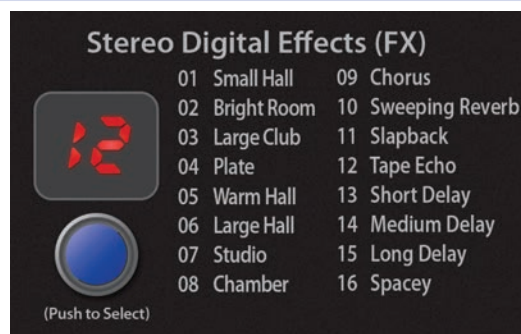 Stereo Digital Effects (FX)
12
(Push to Select)
01 Small Hall
02 Bright Room
03 Large Club
04 Plate
05 Warm Hall
06 Large Hall
07 Studio
08 Chamber
09 Chorus
10 Sweeping Reverb
11 Slapback
12 Tape Echo
13 Short Delay
14 Medium Delay
15 Long Delay
16 Spacey